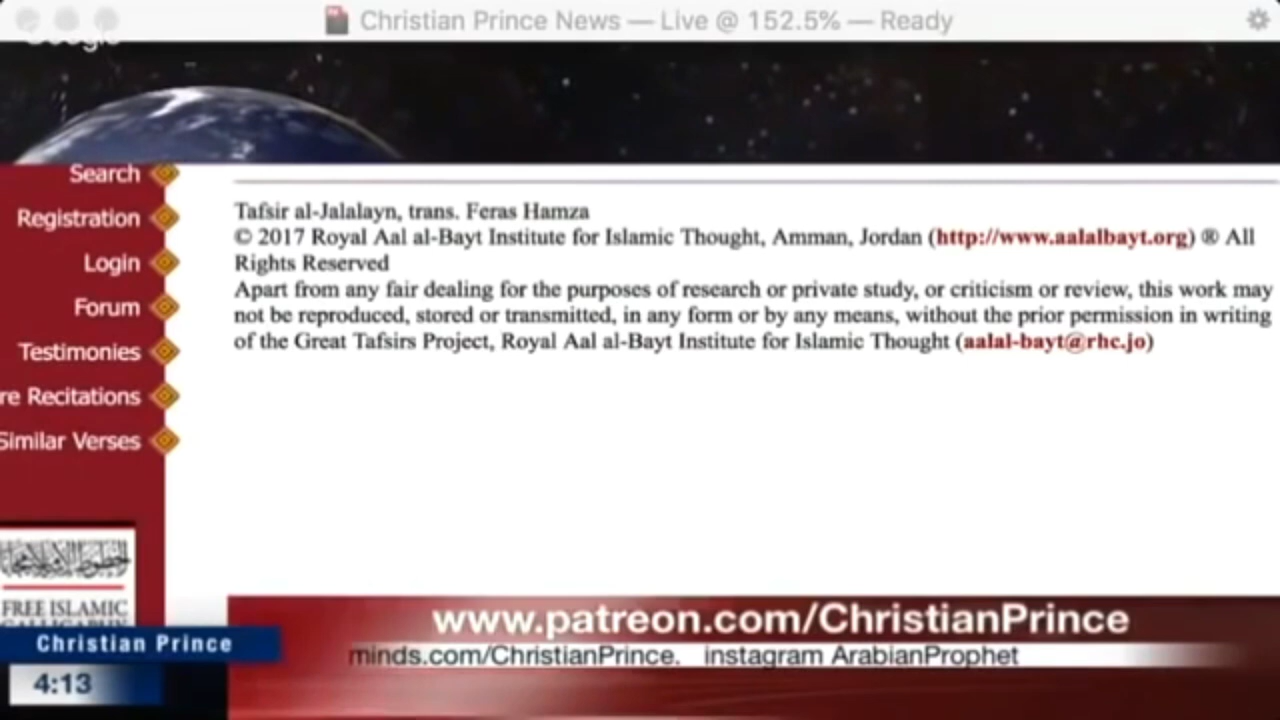 Christian Prince News — Live @ 152.5% — Ready
Google
Search
Registration
Login
Forum
Testimonies
re Recitations
Similar Verses
Tafsir al-Jalalayn, trans. Feras Hamza
© 2017 Royal Aal al-Bayt Institute for Islamic Thought, Amman, Jordan (http://www.aalalbayt.org) ® All
Rights Reserved
Apart from any fair dealing for the purposes of research or private study, or criticism or review, this work may
not be reproduced, stored or transmitted, in any form or by any means, without the prior permission in writing
of the Great Tafsirs Project, Royal Aal al-Bayt Institute for Islamic Thought (aalal-bayt@rhc.jo)
FREE ISLAMIC
www.patreon.com/ChristianPrince
minds.com/ChristianPrince. instagram ArabianProphet
Christian Prince
4:13